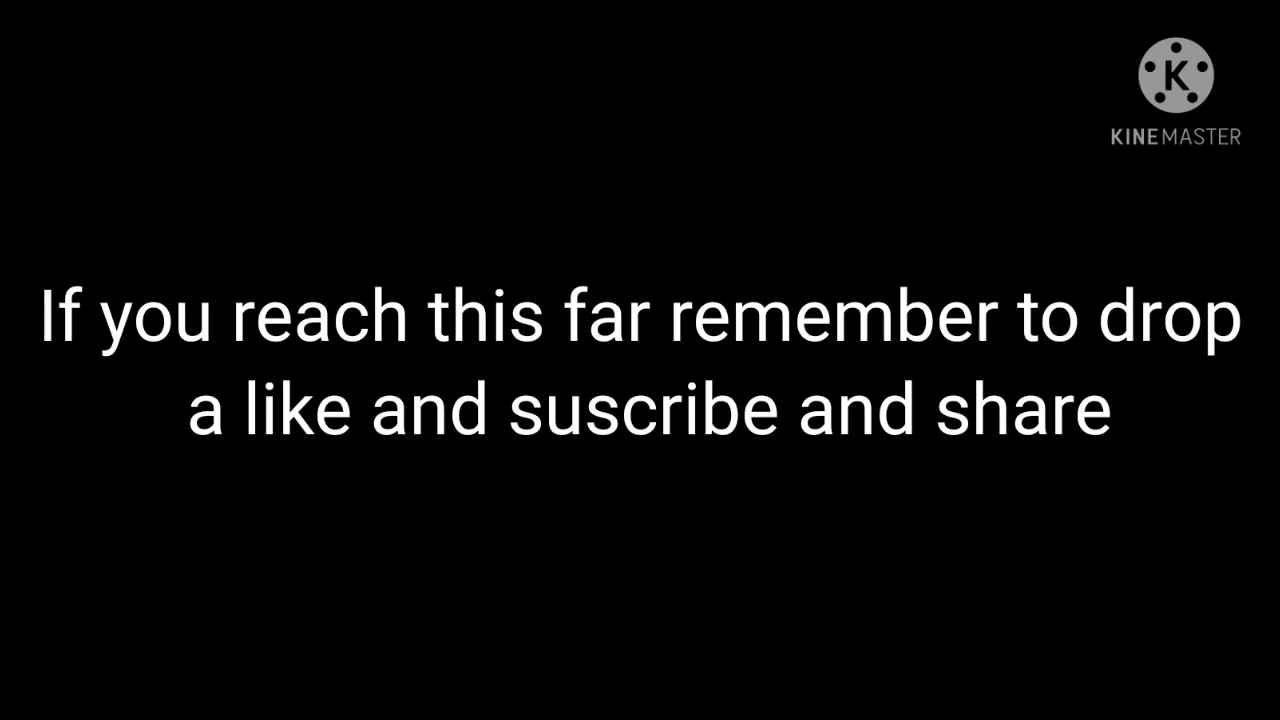 K
KINEMASTER
If you reach this far remember to drop
a like and suscribe and share